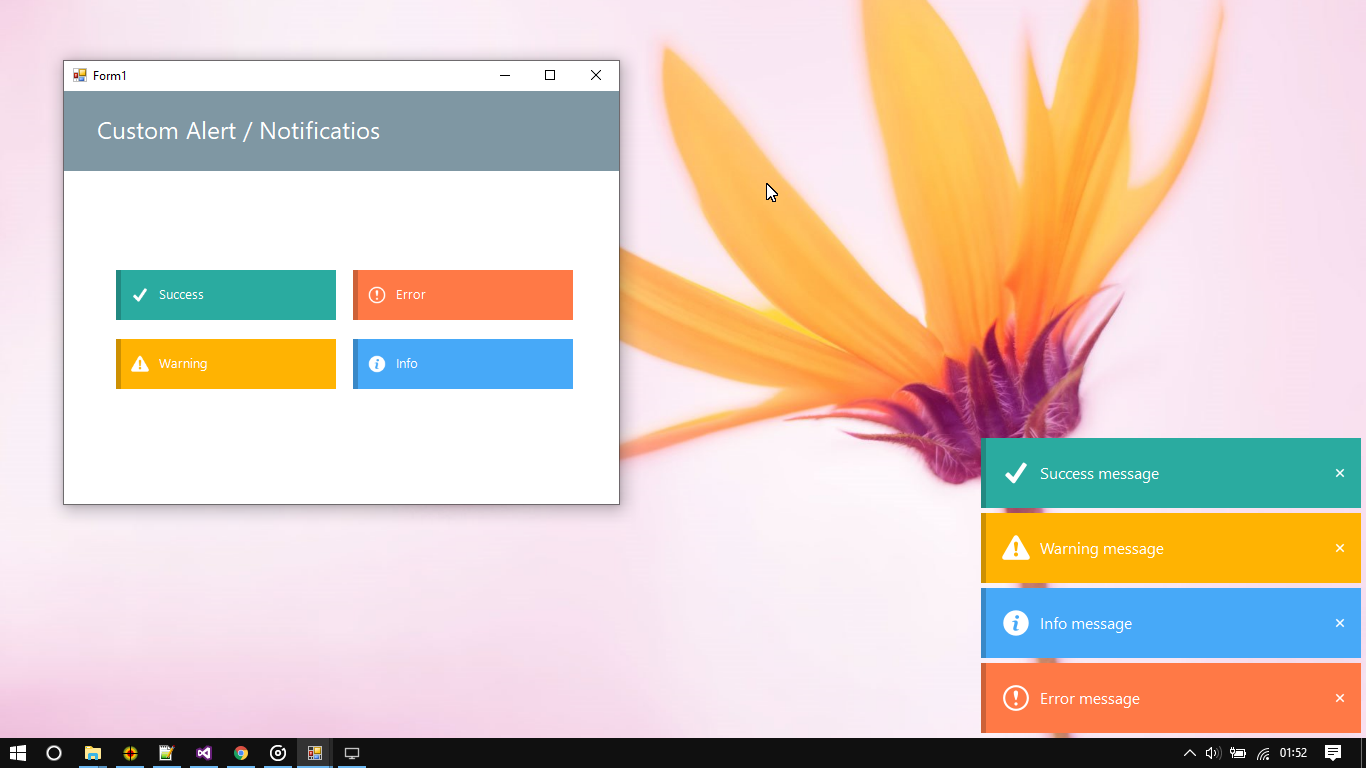 Form1
Custom Alert / Notificatios
Success
Error
Warning
Info
Success message
Warning message
Info message
Error message
01:52